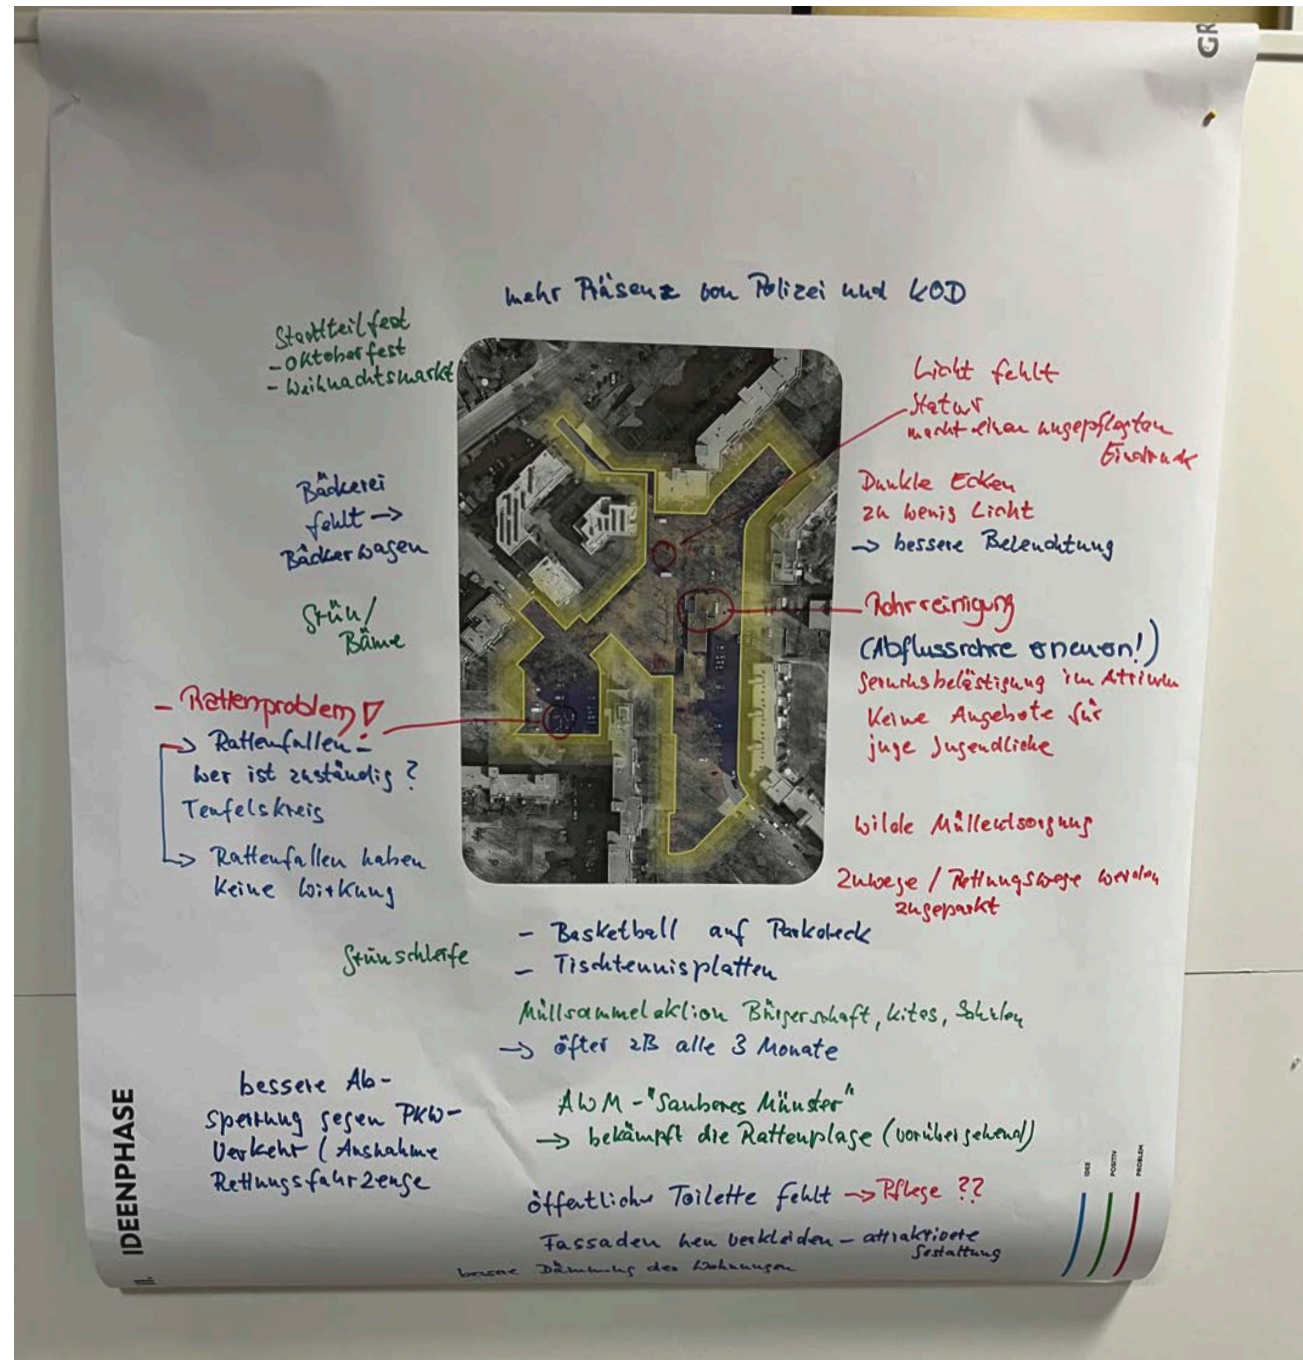 GR
mehr Präsenz von Polizei und KOD
Stadtteilfest
- Oktoberfest
- Weihnachtsmarkt
Licht fehlt
Statur
macht einen ungepflegten
Eindruck
Bäckerei
fehlt →
Bäckerwagen
Dunkle Ecken
zu wenig Licht
→ bessere Beleuchtung
Grün/
Bäume
Rohrreinigung
(Abflussrohre erneuern!)
Geruchsbelästigung im Atrium
Keine Angebote für
juge Jugendliche
- Rattenproblem!
→ Rattenfallen -
wer ist zuständig?
Teufelskreis
→ Rattenfallen haben
keine Wirkung
wilde Müllentsorgung
Zuwege / Rettungswege werden
zugeparkt
- Basketball auf Parkdeck
- Tischtennisplatten
Grünschleife
Müllsammelaktion Bürgerschaft, Kitas, Schulen
→ öfter zB alle 3 Monate
bessere Ab-
sperrung gegen PKW-
Verkehr (Ausnahme
Rettungsfahrzeuge
AWM - "Sauberes Münster"
→ bekämpft die Rattenplage (vorübergehend)
öffentliche Toilette fehlt → Pflege ??
Fassaden neu verkleiden - attraktivere
Gestaltung
bessere Dämmung der Wohnungen
II. IDEENPHASE
IDEE
POSITIV
PROBLEM